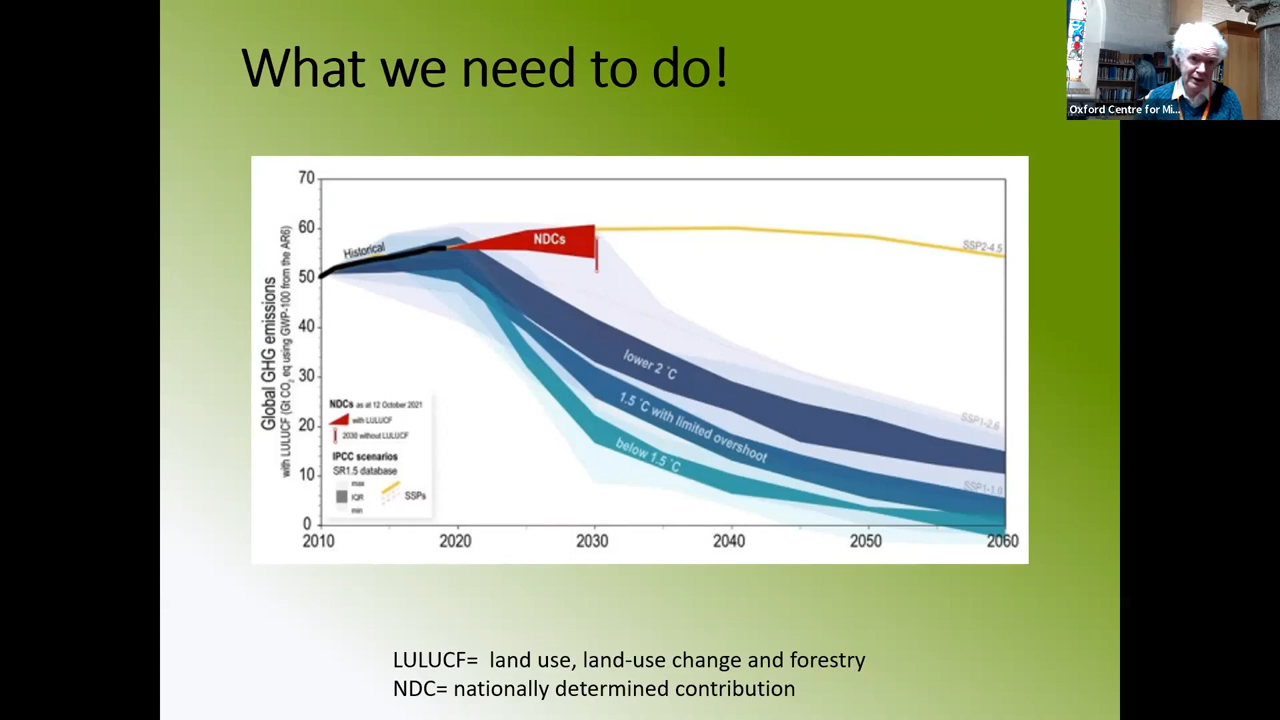 What we need to do!
Oxford Centre for Mi...
Global GHG emissions
with LULUCF (Gt CO2 eq using GWP-100 from the AR6)
70
60
50
40
30
20
10
0
2010
2020
2030
2040
2050
2060
Historical
NDCs
SSP2-4.5
lower 2 °C
1.5 °C with limited overshoot
below 1.5 °C
SSP1-2.6
SSP1-1.9
NDCs as at 12 October 2021
with LULUCF
2030 without LULUCF
IPCC scenarios
SR1.5 database
max
IQR
min
SSPs
LULUCF= land use, land-use change and forestry
NDC= nationally determined contribution